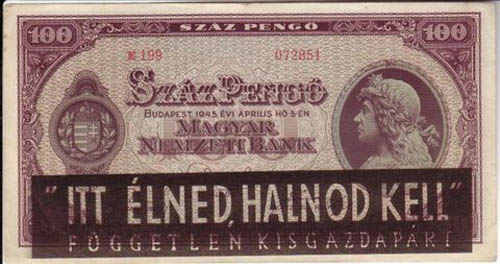 SZÁZ PENGŐ
100 100
M 199 072851
SZÁZ PENGŐ
BUDAPEST 1945. ÉVI ÁPRILIS HÓ 5-ÉN
MAGYAR
NEMZETI BANK
"ITT ÉLNED, HALNOD KELL"
FÜGGETLEN KISGAZDAPÁRT